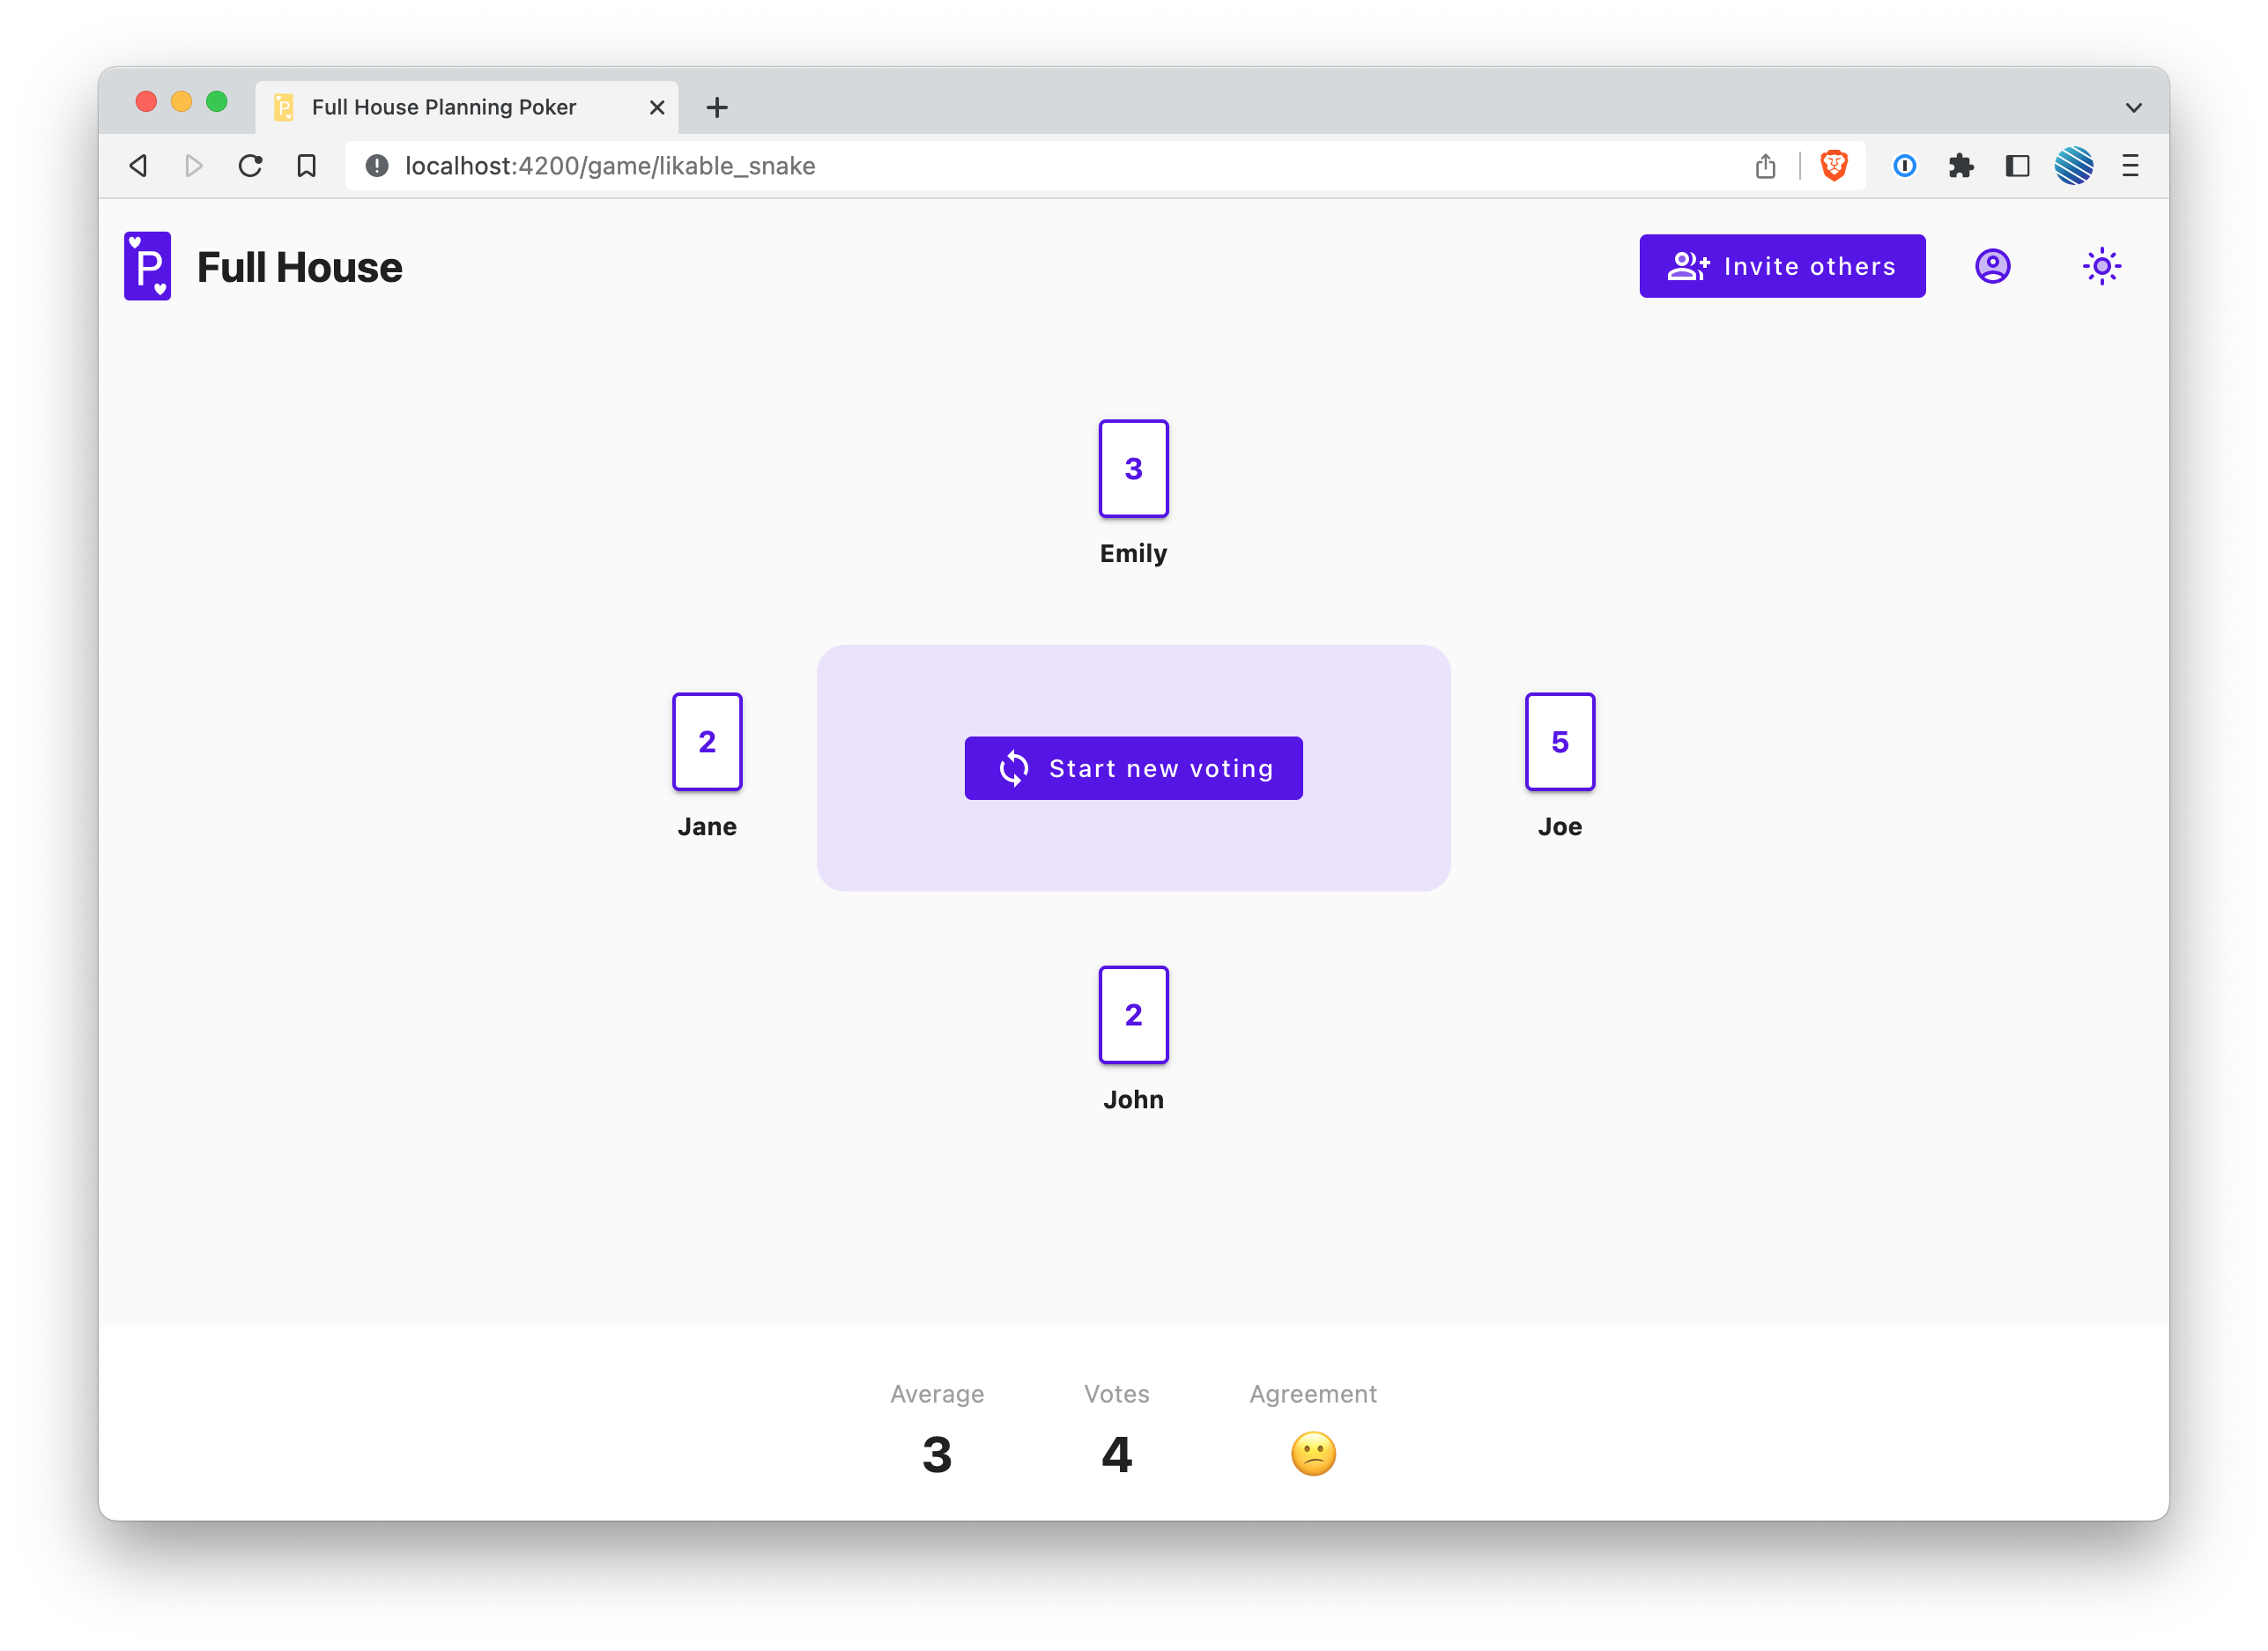 Full House Planning Poker
localhost:4200/game/likable_snake
P
Full House
Invite others
3
Emily
2
Jane
Start new voting
5
Joe
2
John
Average
Votes
Agreement
3
4